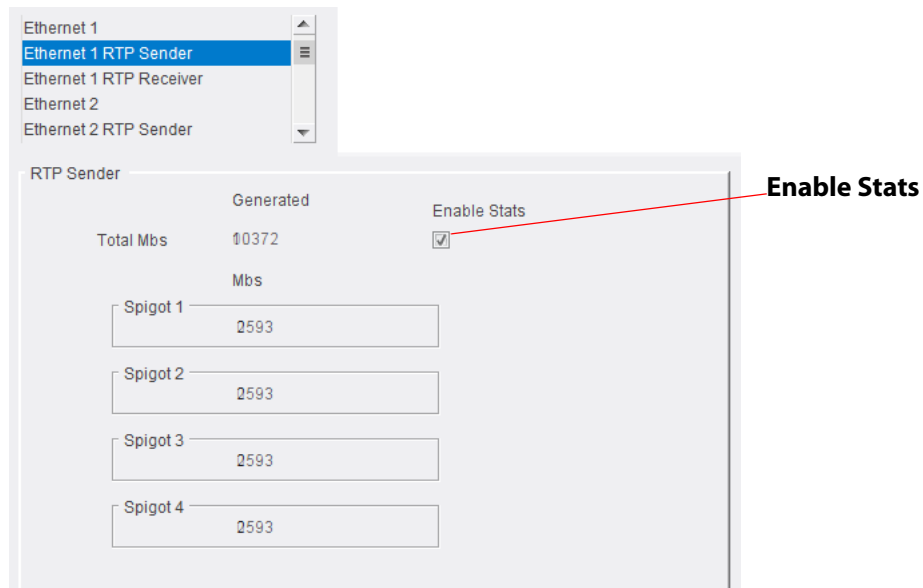 Ethernet 1
Ethernet 1 RTP Sender
Ethernet 1 RTP Receiver
Ethernet 2
Ethernet 2 RTP Sender
RTP Sender
Enable Stats
Generated
Enable Stats
Total Mbs
10372
Mbs
Spigot 1
2593
Spigot 2
2593
Spigot 3
2593
Spigot 4
2593